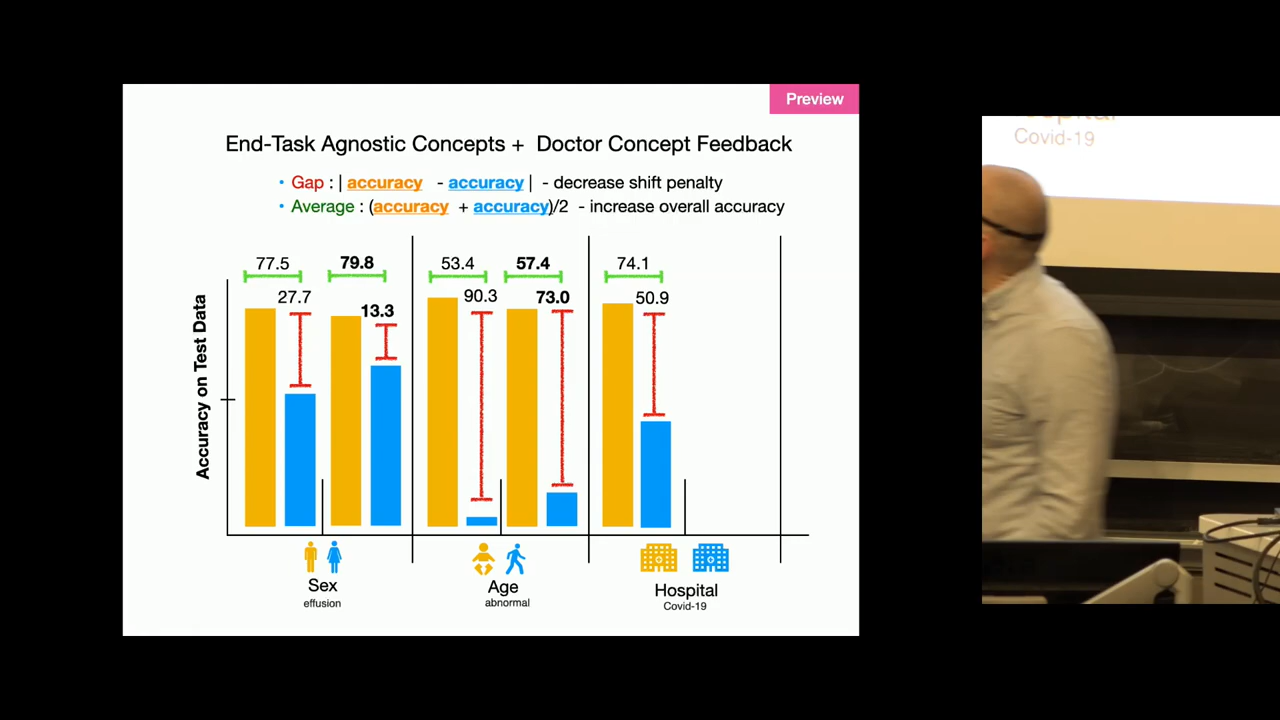 Preview
End-Task Agnostic Concepts + Doctor Concept Feedback
• Gap : | accuracy - accuracy | - decrease shift penalty
• Average : (accuracy + accuracy)/2 - increase overall accuracy
77.5 79.8 53.4 57.4 74.1
27.7 13.3 90.3 73.0 50.9
Accuracy on Test Data
Sex Age Hospital
effusion abnormal Covid-19
Covid-19